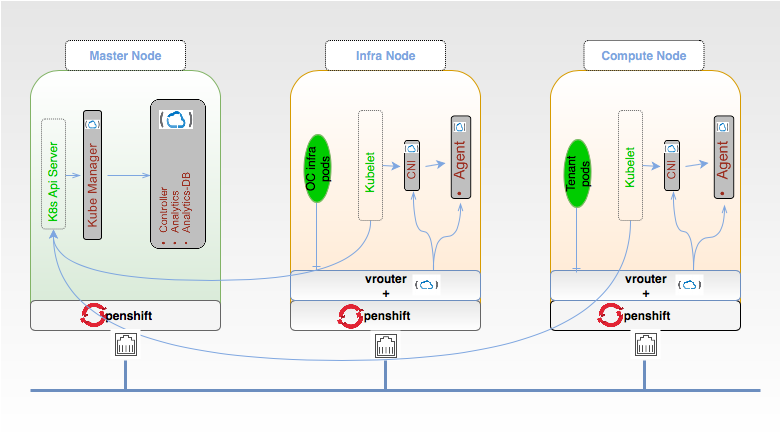 Master Node
K8s Api Server
Kube Manager
Controller
Analytics
Analytics-DB
penshift
Infra Node
OC infra
pods
Kubelet
CNI
Agent
vrouter
+
penshift
Compute Node
Tenant
pods
Kubelet
CNI
Agent
vrouter
+
penshift